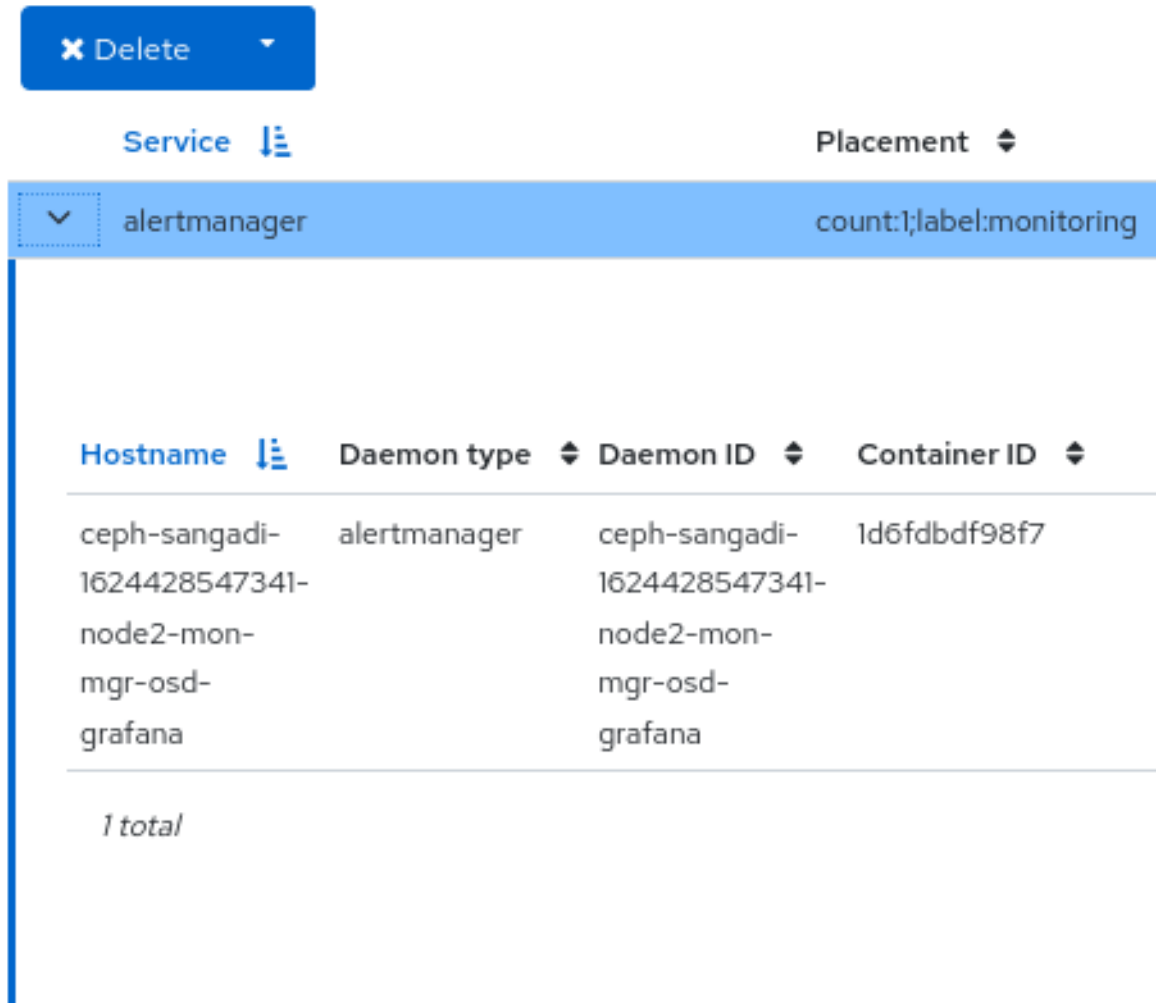 Delete
Service Placement
alertmanager count:1;label:monitoring
Hostname Daemon type Daemon ID Container ID
ceph-sangadi- alertmanager ceph-sangadi- 1d6fdbdf98f7
1624428547341- 1624428547341-
node2-mon- node2-mon-
mgr-osd- mgr-osd-
grafana grafana
1 total